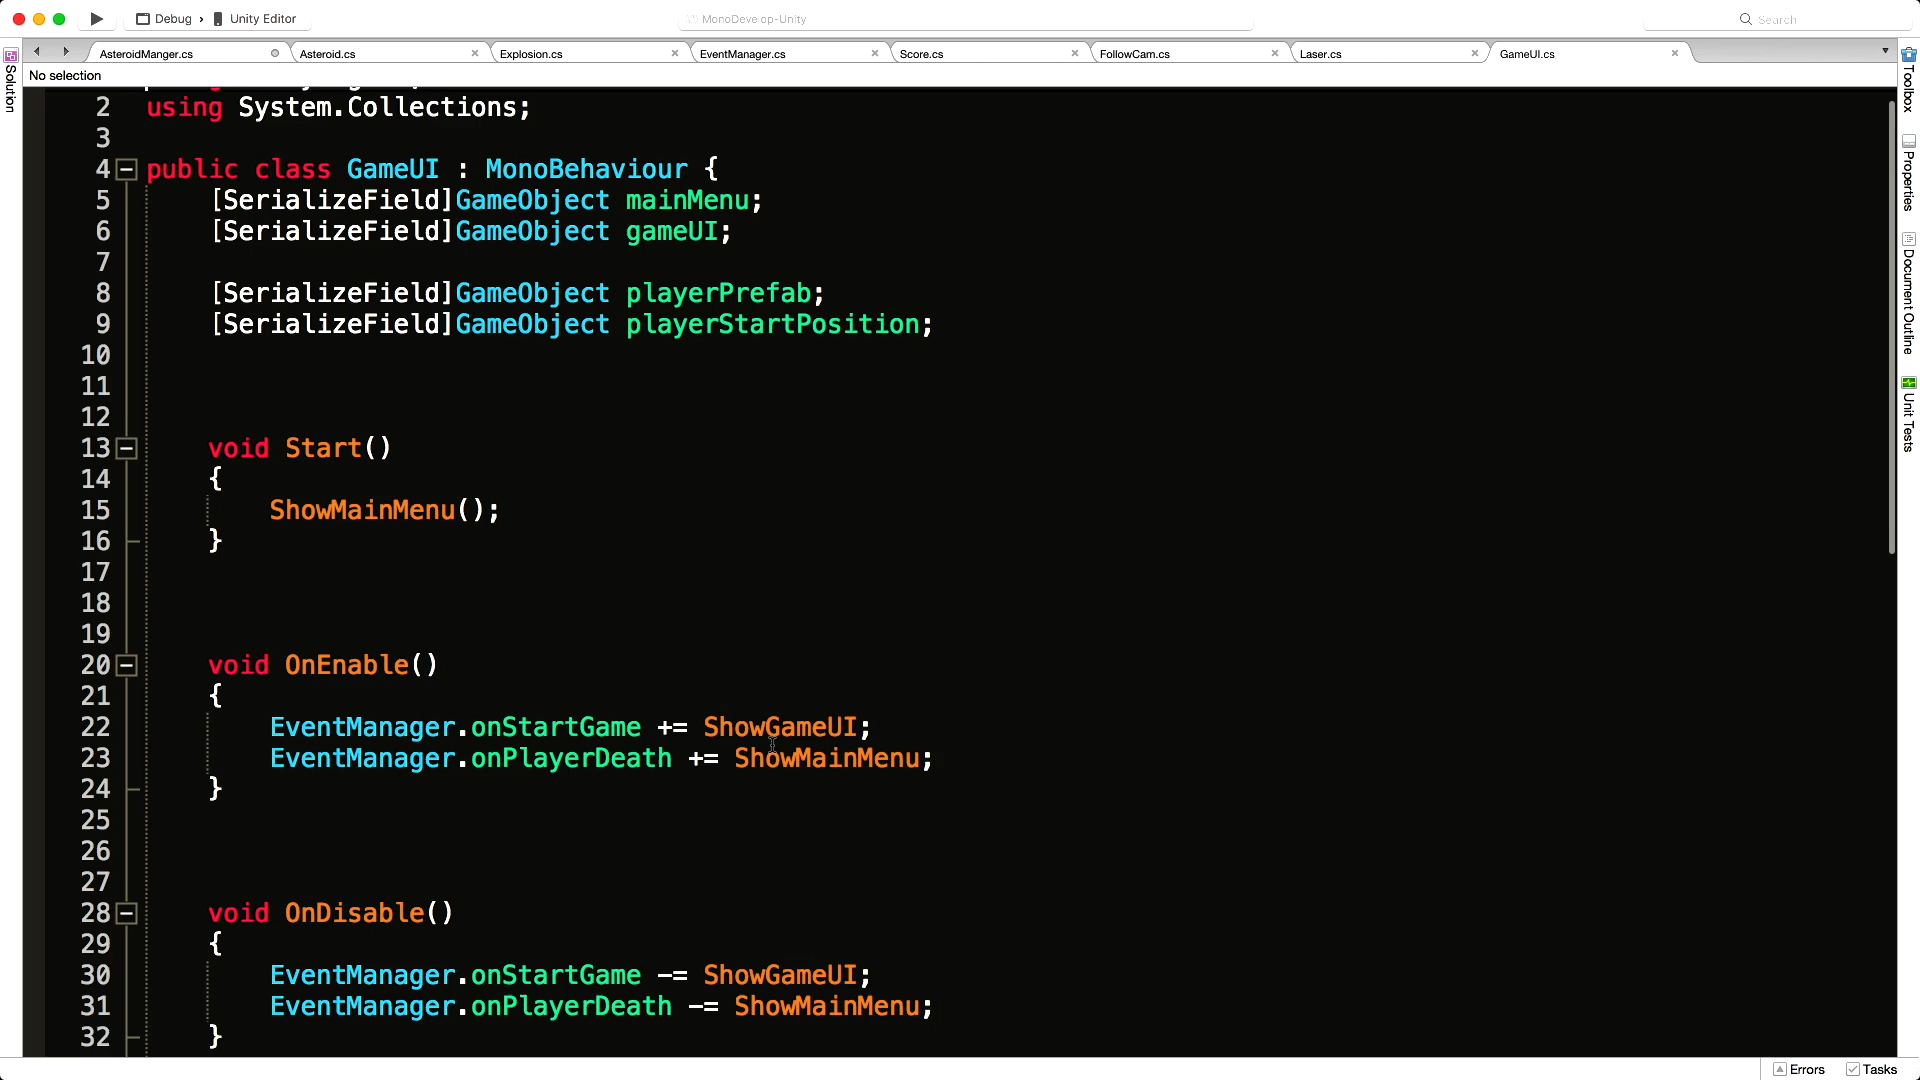 Debug › Unity Editor
MonoDevelop-Unity
Search
AsteroidManger.cs
Asteroid.cs
Explosion.cs
EventManager.cs
Score.cs
FollowCam.cs
Laser.cs
GameUI.cs
No selection
Solution
Toolbox
Properties
Document Outline
Unit Tests
2 using System.Collections;
3
4 public class GameUI : MonoBehaviour {
5 [SerializeField]GameObject mainMenu;
6 [SerializeField]GameObject gameUI;
7
8 [SerializeField]GameObject playerPrefab;
9 [SerializeField]GameObject playerStartPosition;
10
11
12
13 void Start()
14 {
15 ShowMainMenu();
16 }
17
18
19
20 void OnEnable()
21 {
22 EventManager.onStartGame += ShowGameUI;
23 EventManager.onPlayerDeath += ShowMainMenu;
24 }
25
26
27
28 void OnDisable()
29 {
30 EventManager.onStartGame -= ShowGameUI;
31 EventManager.onPlayerDeath -= ShowMainMenu;
32 }
Errors
Tasks